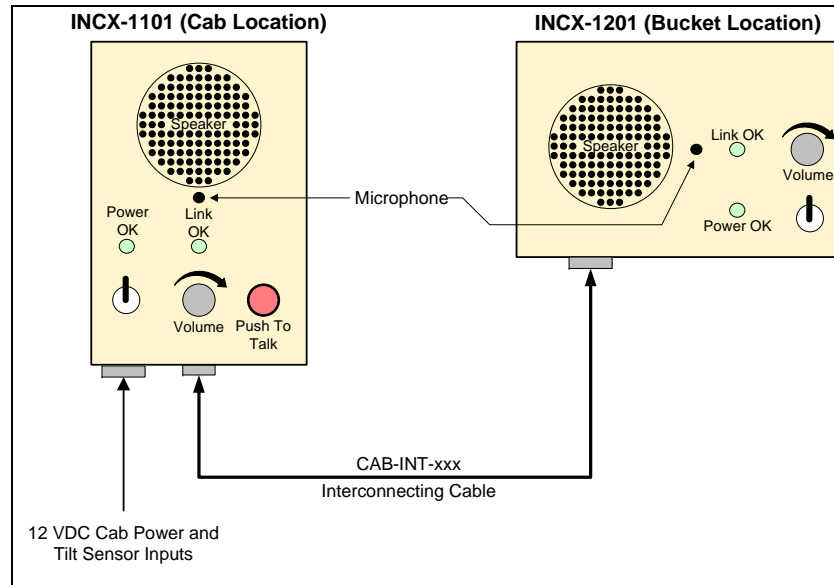 INCX-1101 (Cab Location)
INCX-1201 (Bucket Location)
Speaker
Speaker
Link OK
Volume
Microphone
Power
OK
Link
OK
Power OK
Volume
Push To
Talk
CAB-INT-xxx
Interconnecting Cable
12 VDC Cab Power and
Tilt Sensor Inputs